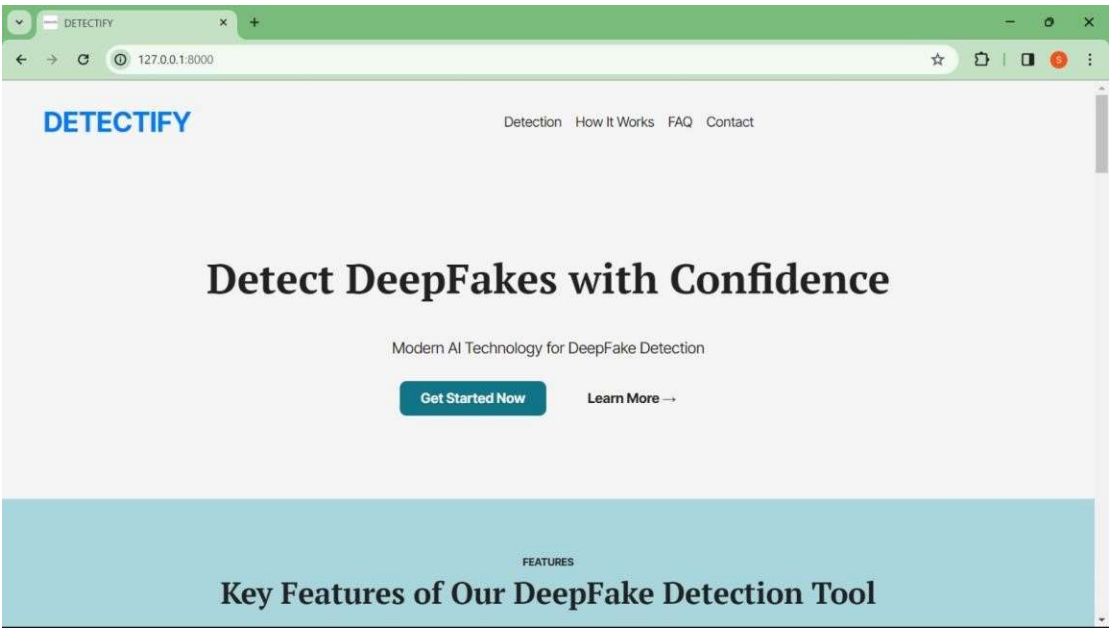 DETECTIFY
127.0.0.1:8000
S
DETECTIFY
Detection How It Works FAQ Contact
Detect DeepFakes with Confidence
Modern AI Technology for DeepFake Detection
Get Started Now Learn More →
FEATURES
Key Features of Our DeepFake Detection Tool